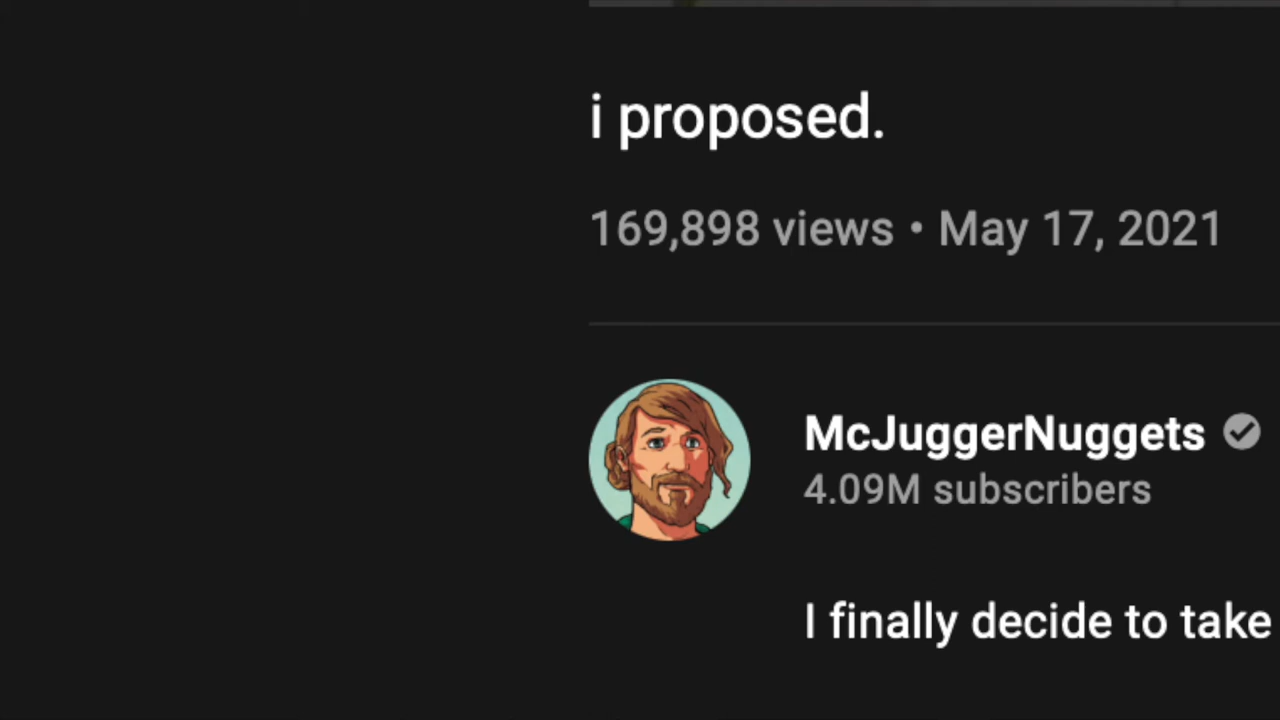 i proposed.
169,898 views • May 17, 2021
McJuggerNuggets
4.09M subscribers
I finally decide to take